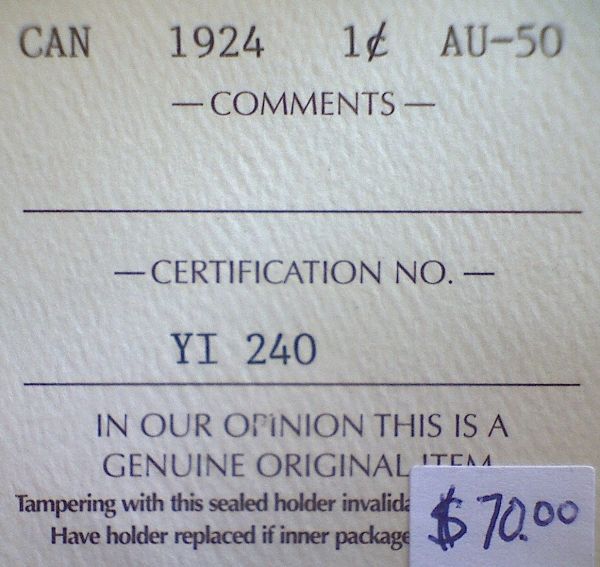 CAN 1924 1¢ AU-50
— COMMENTS —
— CERTIFICATION NO. —
YI 240
IN OUR OPINION THIS IS A
GENUINE ORIGINAL ITEM
Tampering with this sealed holder
Have holder replaced if inner package
$70.00